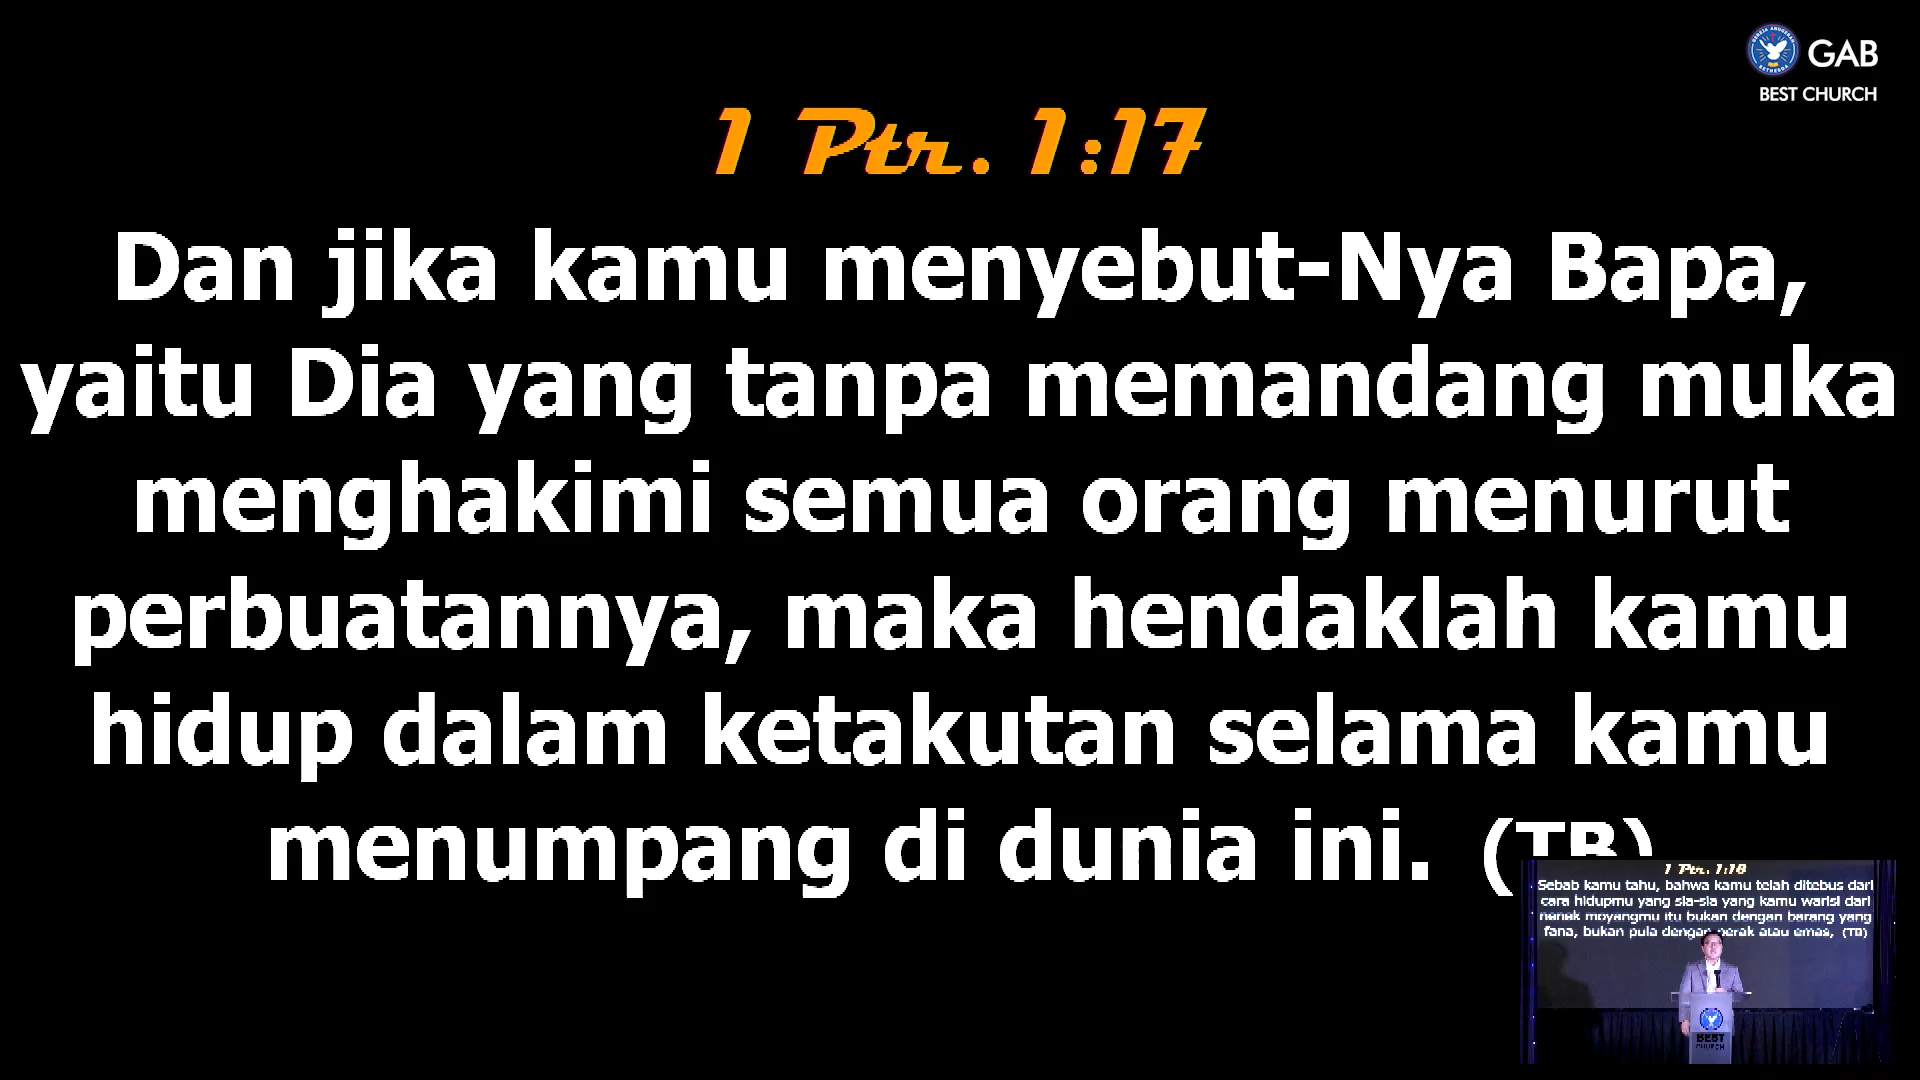 GAB
BEST CHURCH
1 Ptr. 1:17
Dan jika kamu menyebut-Nya Bapa,
yaitu Dia yang tanpa memandang muka
menghakimi semua orang menurut
perbuatannya, maka hendaklah kamu
hidup dalam ketakutan selama kamu
menumpang di dunia ini. (TB)
1 Ptr. 1:18
Sebab kamu tahu, bahwa kamu telah ditebus dari
cara hidupmu yang sia-sia yang kamu warisi dari
nenek moyangmu itu bukan dengan barang yang
fana, bukan pula dengan perak atau emas, (TB)
BEST
CHURCH